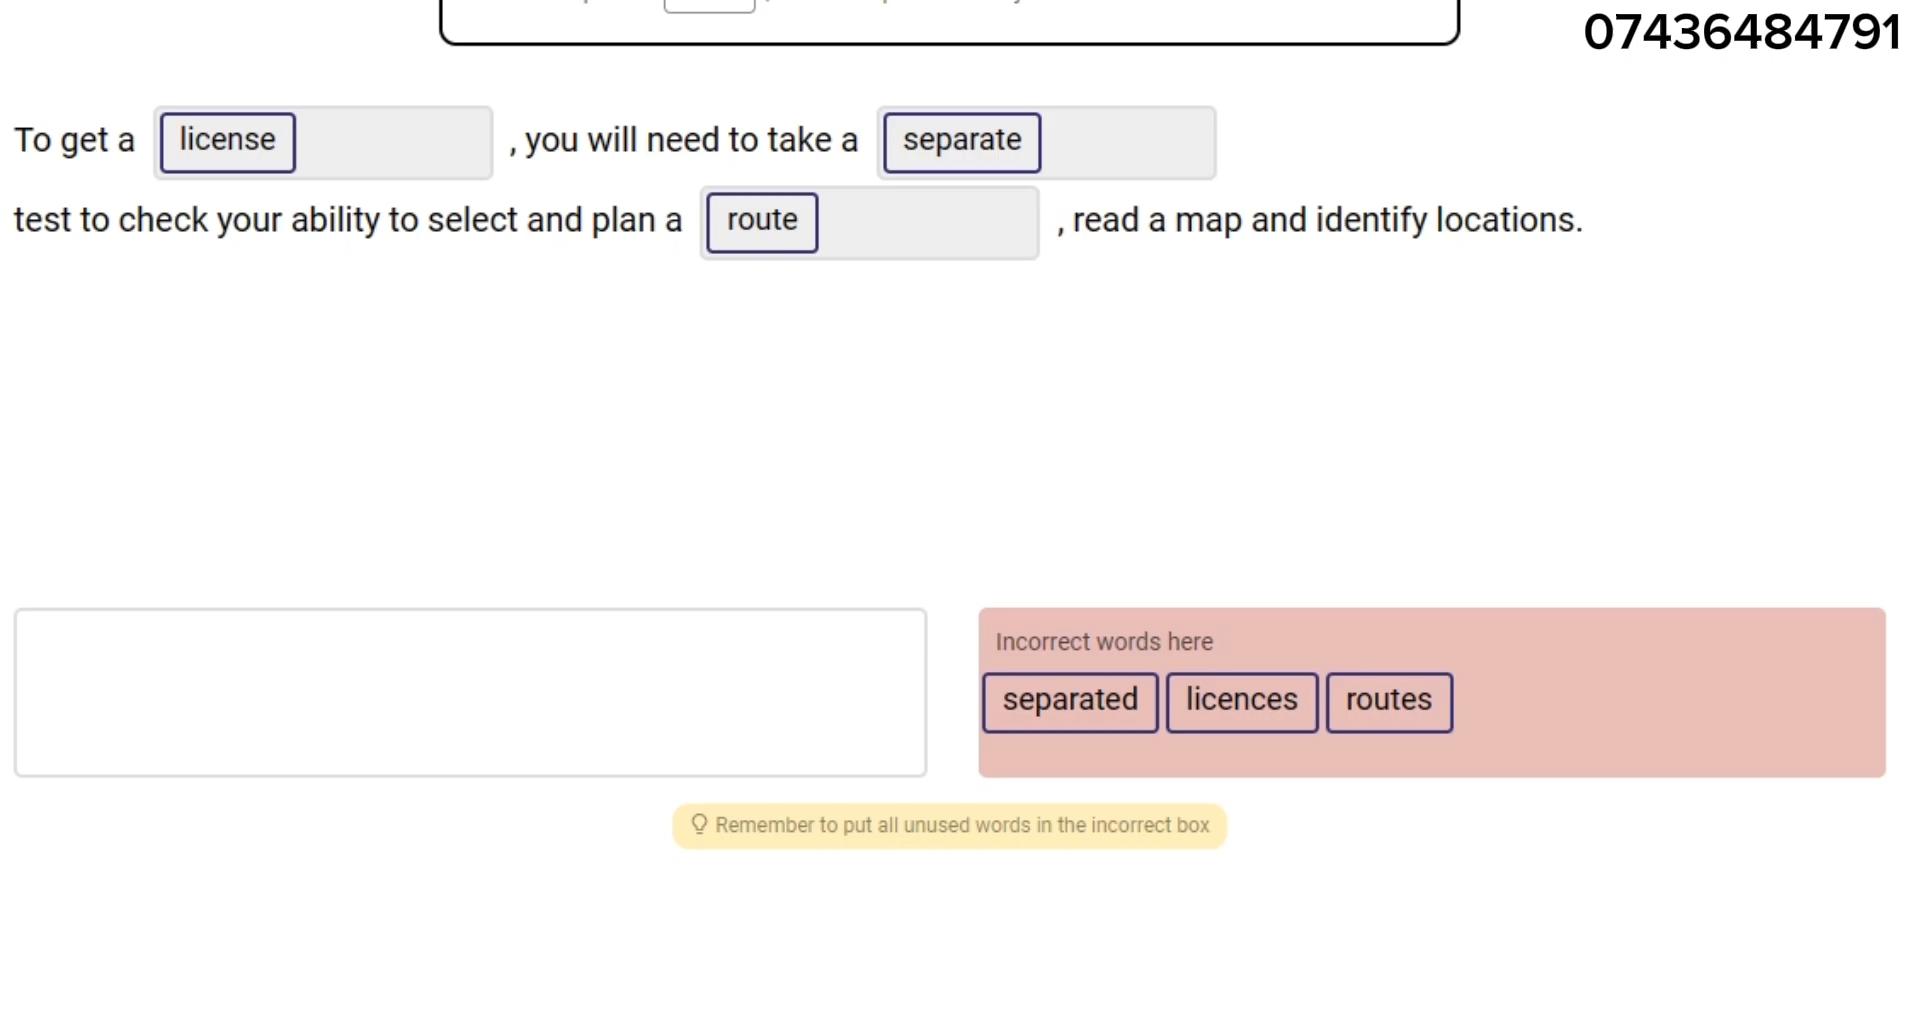 07436484791
To get a license , you will need to take a separate
test to check your ability to select and plan a route , read a map and identify locations.
Incorrect words here
separated licences routes
Remember to put all unused words in the incorrect box